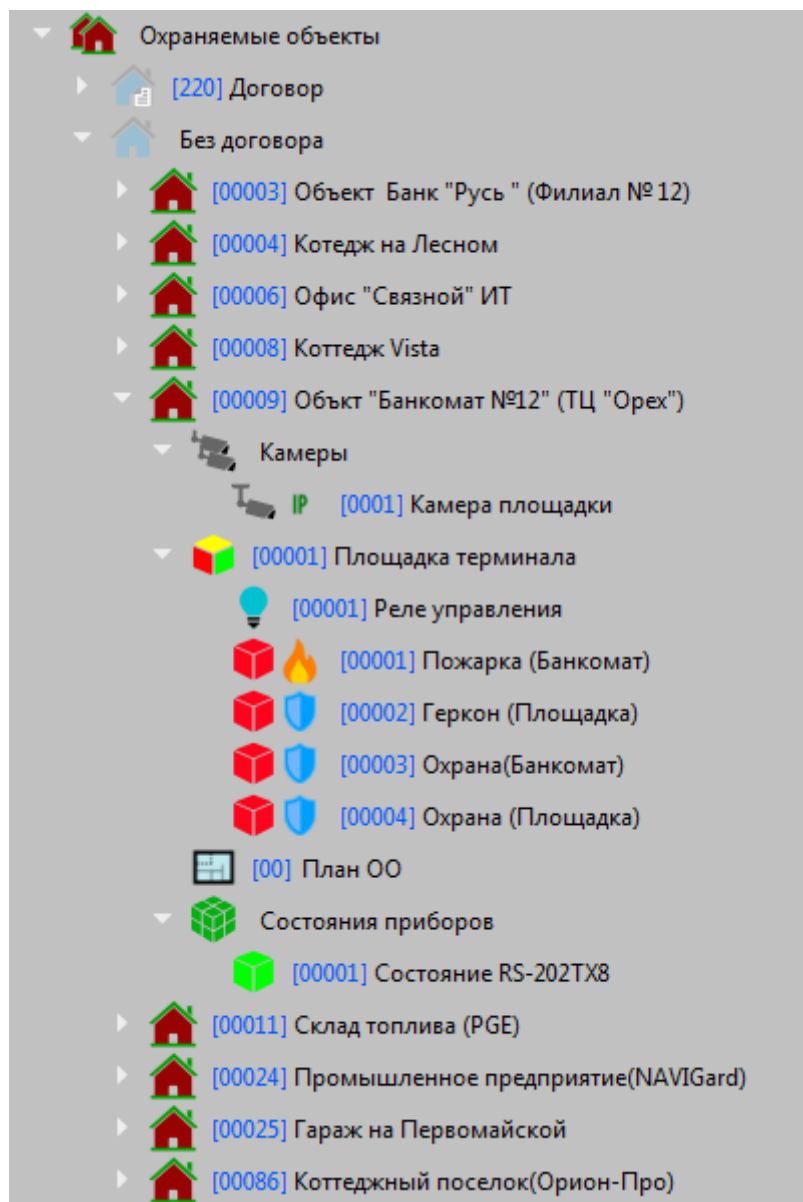 Охраняемые объекты
[220] Договор
Без договора
[00003] Объект Банк "Русь " (Филиал №12)
[00004] Котедж на Лесном
[00006] Офис "Связной" ИТ
[00008] Коттедж Vista
[00009] Объкт "Банкомат №12" (ТЦ "Орех")
Камеры
IP [0001] Камера площадки
[00001] Площадка терминала
[00001] Реле управления
[00001] Пожарка (Банкомат)
[00002] Геркон (Площадка)
[00003] Охрана(Банкомат)
[00004] Охрана (Площадка)
[00] План ОО
Состояния приборов
[00001] Состояние RS-202TX8
[00011] Склад топлива (PGE)
[00024] Промышленное предприятие(NAVIGard)
[00025] Гараж на Первомайской
[00086] Коттеджный поселок(Орион-Про)